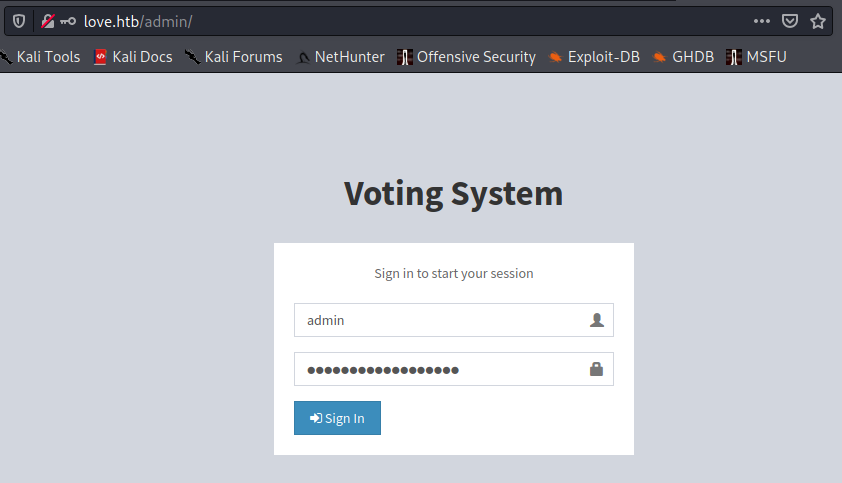 love.htb/admin/
Kali Tools Kali Docs Kali Forums NetHunter Offensive Security Exploit-DB GHDB MSFU
Voting System
Sign in to start your session
admin
●●●●●●●●●●●●●●●●●●
Sign In